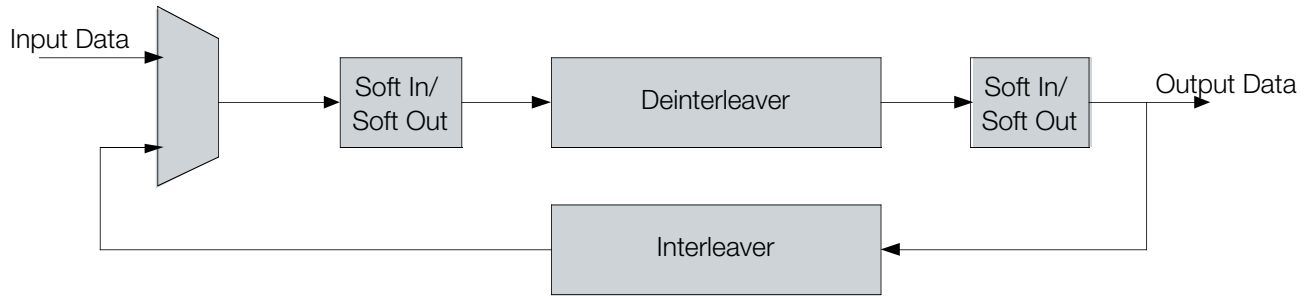 Input Data
Soft In/
Soft Out
Deinterleaver
Soft In/
Soft Out
Output Data
Interleaver